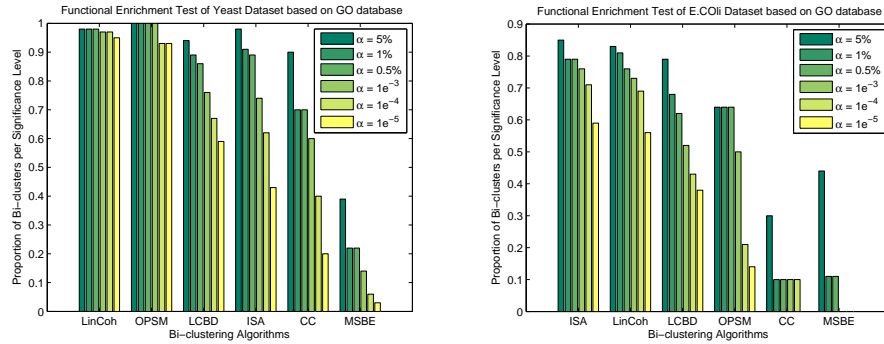 Functional Enrichment Test of Yeast Dataset based on GO database
Proportion of Bi−clusters per Significance Level
1
0.9
0.8
0.7
0.6
0.5
0.4
0.3
0.2
0.1
0
α = 5%
α = 1%
α = 0.5%
α = 1e⁻³
α = 1e⁻⁴
α = 1e⁻⁵
LinCoh OPSM LCBD ISA CC MSBE
Bi−clustering Algorithms
Functional Enrichment Test of E.COli Dataset based on GO database
Proportion of Bi−clusters per Significance Level
0.9
0.8
0.7
0.6
0.5
0.4
0.3
0.2
0.1
0
α = 5%
α = 1%
α = 0.5%
α = 1e⁻³
α = 1e⁻⁴
α = 1e⁻⁵
ISA LinCoh LCBD OPSM CC MSBE
Bi−clustering Algorithms